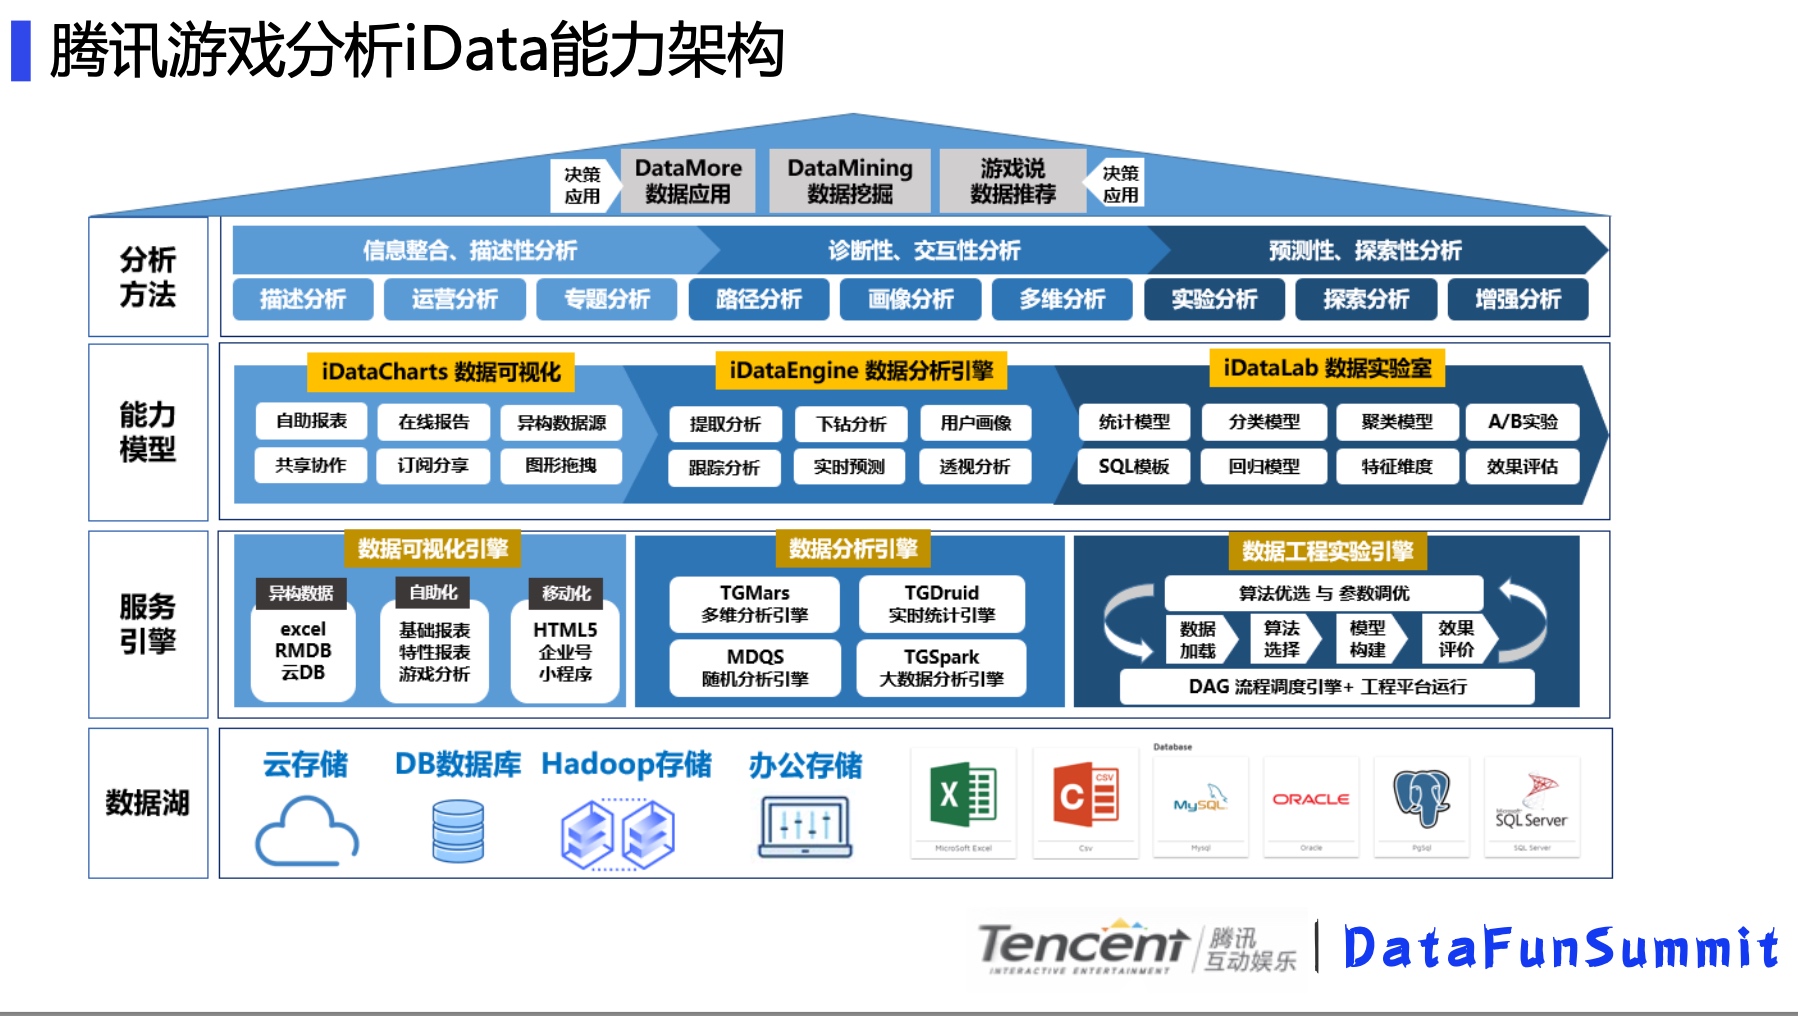 腾讯游戏分析iData能力架构
决策
应用
DataMore
数据应用
DataMining
数据挖掘
游戏说
数据推荐
决策
应用
分析
方法
信息整合、描述性分析
诊断性、交互性分析
预测性、探索性分析
描述分析
运营分析
专题分析
路径分析
画像分析
多维分析
实验分析
探索分析
增强分析
能力
模型
iDataCharts 数据可视化
自助报表
在线报告
异构数据源
共享协作
订阅分享
图形拖拽
iDataEngine 数据分析引擎
提取分析
下钻分析
用户画像
跟踪分析
实时预测
透视分析
iDataLab 数据实验室
统计模型
分类模型
聚类模型
A/B实验
SQL模板
回归模型
特征维度
效果评估
服务
引擎
数据可视化引擎
异构数据
excel
RMDB
云DB
自助化
基础报表
特性报表
游戏分析
移动化
HTML5
企业号
小程序
数据分析引擎
TGMars
多维分析引擎
TGDruid
实时统计引擎
MDQS
随机分析引擎
TGSpark
大数据分析引擎
数据工程实验引擎
算法优选 与 参数调优
数据
加载
算法
选择
模型
构建
效果
评价
DAG 流程调度引擎+ 工程平台运行
数据湖
云存储
DB数据库
Hadoop存储
办公存储
X
MicroSoft Excel
CSV
C
Csv
Database
MySQL
Mysql
ORACLE
Oracle
PgSql
Microsoft
SQL Server
SQL Server
Tencent
INTERACTIVE ENTERTAINMENT
腾讯
互动娱乐
DataFunSummit